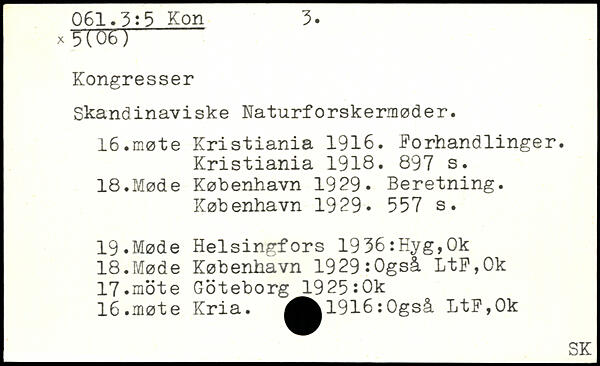 061.3:5 Kon 3.
x 5(06)
Kongresser
Skandinaviske Naturforskermøder.
16.møte Kristiania 1916. Forhandlinger.
Kristiania 1918. 897 s.
18.Møde København 1929. Beretning.
København 1929. 557 s.
19.Møde Helsingfors 1936:Hyg,Ok
18.Møde København 1929:Også LtF,Ok
17.möte Göteborg 1925:Ok
16.møte Kria. 1916:Også LtF,Ok
SK